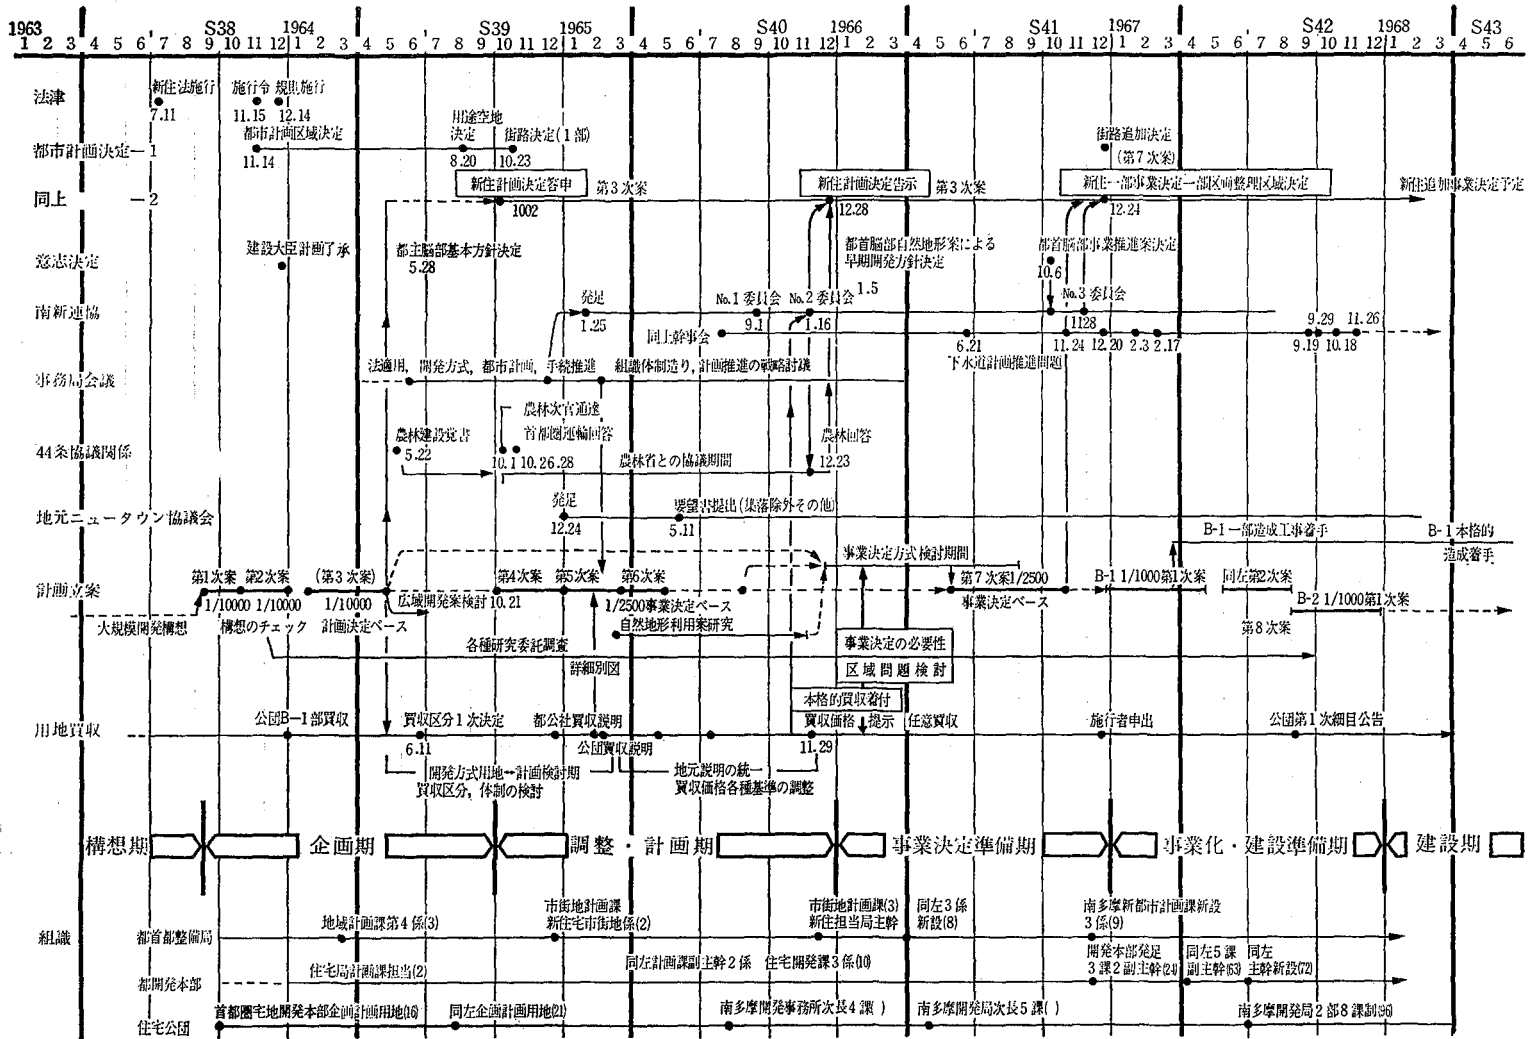 1963 S38 1964 S39 1965 S40 1966 S41 1967 S42 1968 S43
1 2 3 4 5 6 7 8 9 10 11 12 1 2 3 4 5 6 7 8 9 10 11 12 1 2 3 4 5 6 7 8 9 10 11 12 1 2 3 4 5 6 7 8 9 10 11 12 1 2 3 4 5 6 7 8 9 10 11 12 1 2 3 4 5 6
法津
新住法施行
7.11
施行令 規則施行
11.15 12.14
都市計画決定－1
都市計画区域決定
11.14
用途空地
決定
8.20
街路決定(1部)
10.23
街路追加決定
(第7次案)
同上 －2
新住計画決定答申 第3次案
1002
新住計画決定告示 第3次案
12.28
新住一部事業決定一部区画整理区域決定
12.24
新住追加事業決定予定
意志決定
建設大臣計画了承
都主脳部基本方針決定
5.28
都首脳部自然地形案による
早期開発方針決定
1.5
都首脳部事業推進案決定
10.6
南新連協
発足
1.25
No.1委員会
9.1
No.2委員会
1.16
No.3委員会
1128
同上幹事会
6.21
11.24 12.20 2.3 2.17
9.29 11.26
9.19 10.18
下水道計画推進問題
事務局会議
法適用, 開発方式, 都市計画, 手続推進
組識体制造り, 計画推進の戦略討議
44条協議関係
農林建設覚書
5.22
農林次官通達
首都圏運輸回答
10.1 10.26.28
農林省との協議期間
農林回答
12.23
地元ニュータウン協議会
発足
12.24
要望書提出(集落除外その他)
5.11
B-1一部造成工事着手
B-1本格的
造成着手
計画立案
第1次案 第2次案 (第3次案)
1/10000 1/10000 1/10000
大規模開発構想
構想のチェック
計画決定ベース
広域開発案検討
10.21
第4次案 第5次案 第6次案
1/2500事業決定ベース
自然地形利用案研究
事業決定方式検討期間
第7次案1/2500
事業決定ベース
B-1 1/1000第1次案
同左第2次案
B-2 1/1000第1次案
第8次案
各種研究委託調査
詳細別図
事業決定の必要性
区域問題検討
本格的買収着付
用地買収
公団B－1部買収
買収区分1次決定
6.11
都公社買収説明
公団買収説明
買収価格 提示
11.29
任意買収
施行者申出
公団第1次細目公告
開発方式用地↔計画検討期
買収区分, 体制の検討
地元説明の統一
買収価格各種基準の調整
構想期 企画期 調整・計画期 事業決定準備期 事業化・建設準備期 建設期
組識
都首都整備局
地域計画課第4係(3)
市街地計画課
新住宅市街地係(2)
市街地計画課(3)
新住担当局主幹
同左3係
新設(8)
南多摩新都市計画課新設
3係(9)
都開発本部
住宅局計画課担当(2)
同左計画課副主幹2係 住宅開発課3係(10)
開発本部発足
3課2副主幹(24)
同左5課
副主幹(63)
同左
主幹新設(72)
住宅公団
首都圏宅地開発本部企画計画用地(16)
同左企画計画用地(21)
南多摩開発事務所次長4課 )
南多摩開発局次長5課( )
南多摩開発局2部8課制(96)